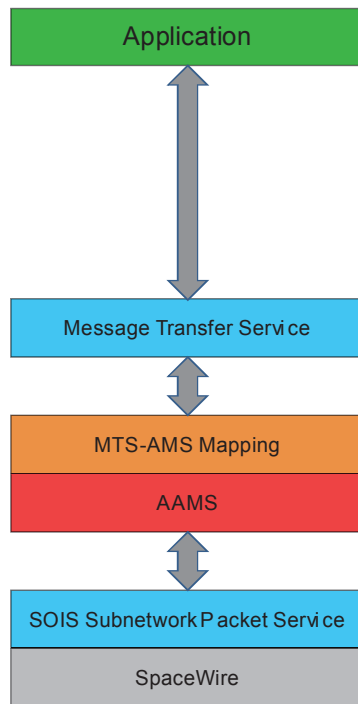 Application
Message Transfer Service
MTS-AMS Mapping
AAMS
SOIS Subnetwork Packet Service
SpaceWire